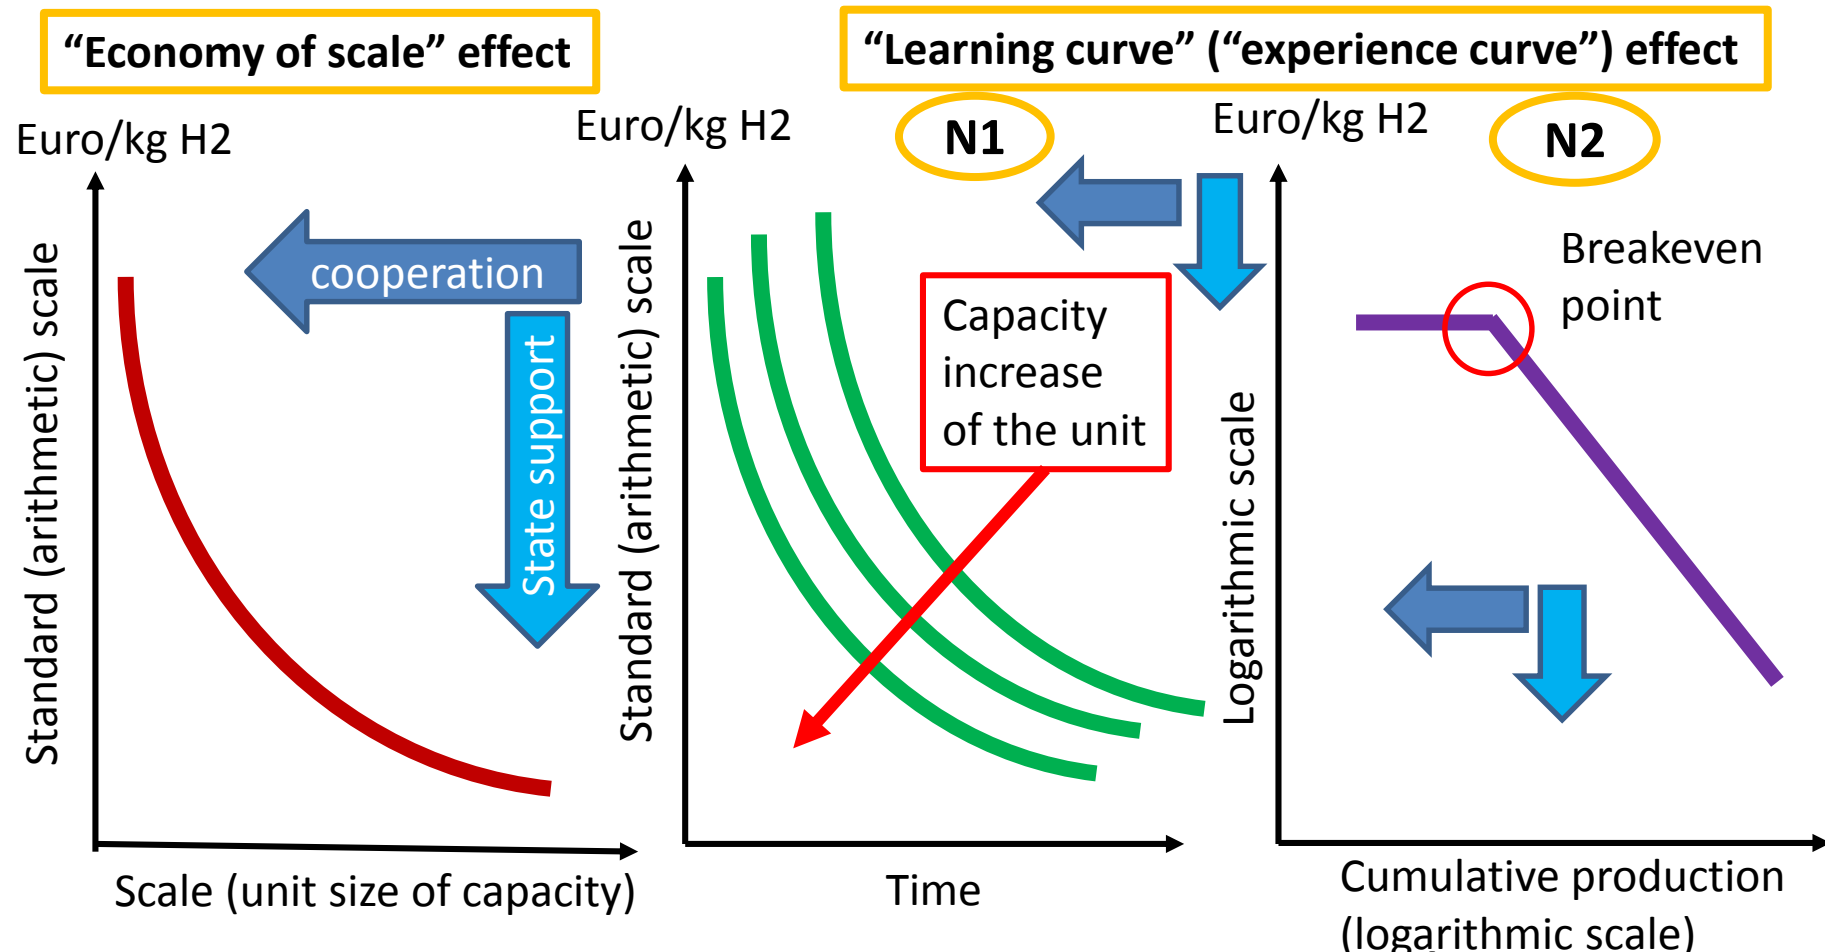 “Economy of scale” effect
“Learning curve” (“experience curve”) effect
Euro/kg H2
Standard (arithmetic) scale
cooperation
State support
Scale (unit size of capacity)
Euro/kg H2
N1
Standard (arithmetic) scale
Capacity
increase
of the unit
Time
Euro/kg H2
N2
Logarithmic scale
Breakeven
point
Cumulative production
(logarithmic scale)